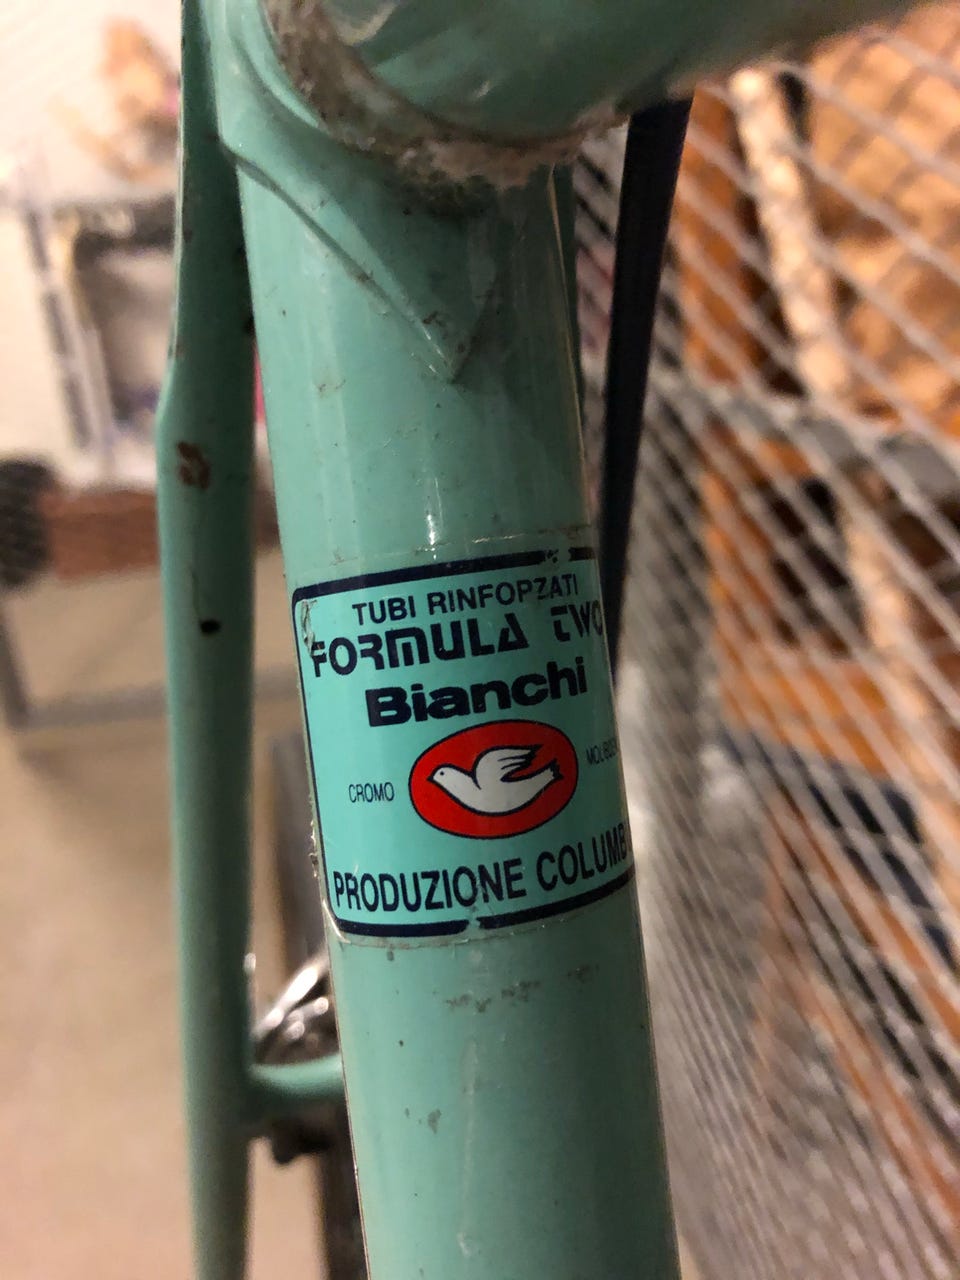 TUBI RINFOPZATI
FORMULA TWO
Bianchi
CROMO
PRODUZIONE